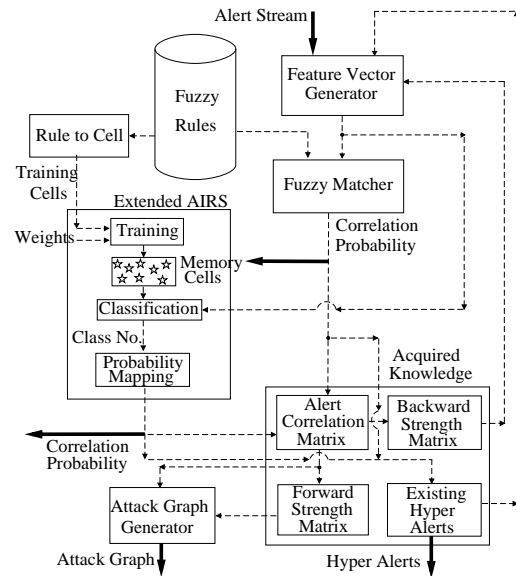 Alert Stream
Feature Vector
Generator
Fuzzy
Rules
Rule to Cell
Training
Cells
Fuzzy Matcher
Extended AIRS
Correlation
Probability
Weights
Training
Memory
Cells
Classification
Class No.
Probability
Mapping
Acquired
Knowledge
Alert
Correlation
Matrix
Backward
Strength
Matrix
Correlation
Probability
Attack Graph
Generator
Forward
Strength
Matrix
Existing
Hyper
Alerts
Attack Graph
Hyper Alerts